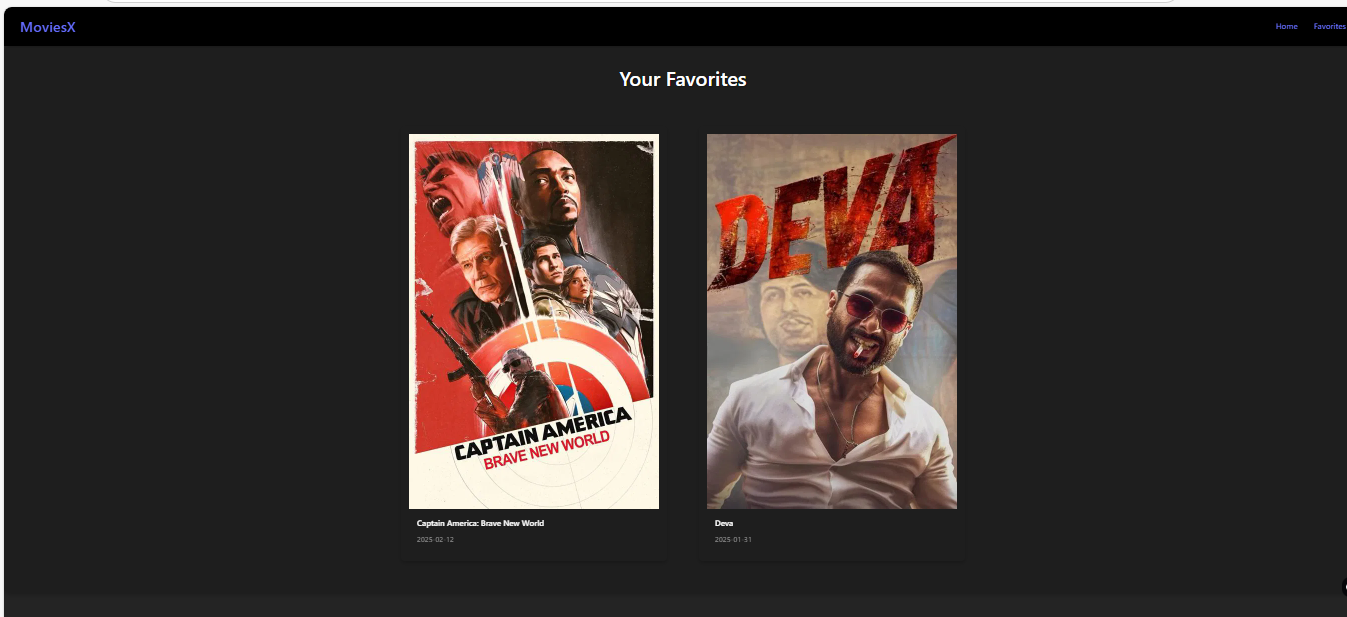 MoviesX
Home Favorites
Your Favorites
CAPTAIN AMERICA
BRAVE NEW WORLD
DEVA
Captain America: Brave New World
2025-02-12
Deva
2025-01-31